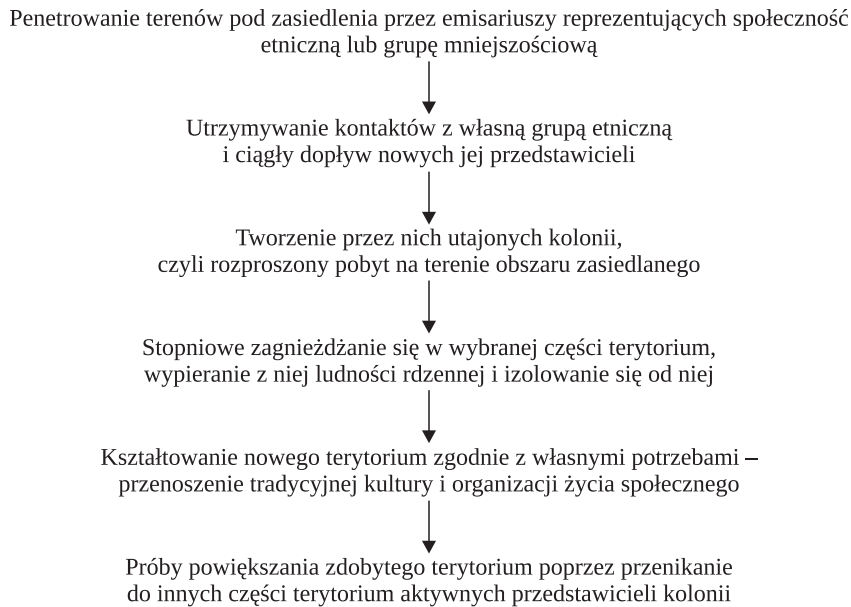 Penetrowanie terenów pod zasiedlenia przez emisariuszy reprezentujących społeczność
etniczną lub grupę mniejszościową
Utrzymywanie kontaktów z własną grupą etniczną
i ciągły dopływ nowych jej przedstawicieli
Tworzenie przez nich utajonych kolonii,
czyli rozproszony pobyt na terenie obszaru zasiedlanego
Stopniowe zagnieżdżanie się w wybranej części terytorium,
wypieranie z niej ludności rdzennej i izolowanie się od niej
Kształtowanie nowego terytorium zgodnie z własnymi potrzebami –
przenoszenie tradycyjnej kultury i organizacji życia społecznego
Próby powiększania zdobytego terytorium poprzez przenikanie
do innych części terytorium aktywnych przedstawicieli kolonii